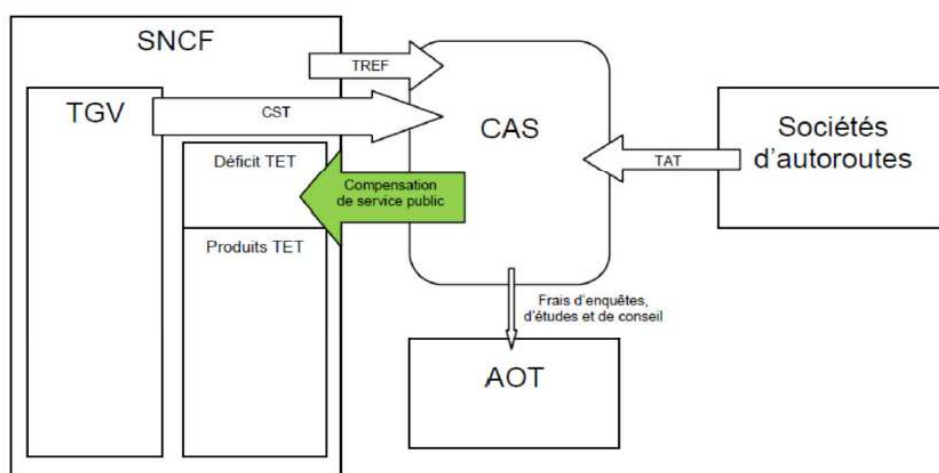 SNCF
TREF
TGV
CST
CAS
Sociétés
d'autoroutes
TAT
Déficit TET
Compensation
de service public
Produits TET
Frais d'enquêtes,
d'études et de conseil
AOT